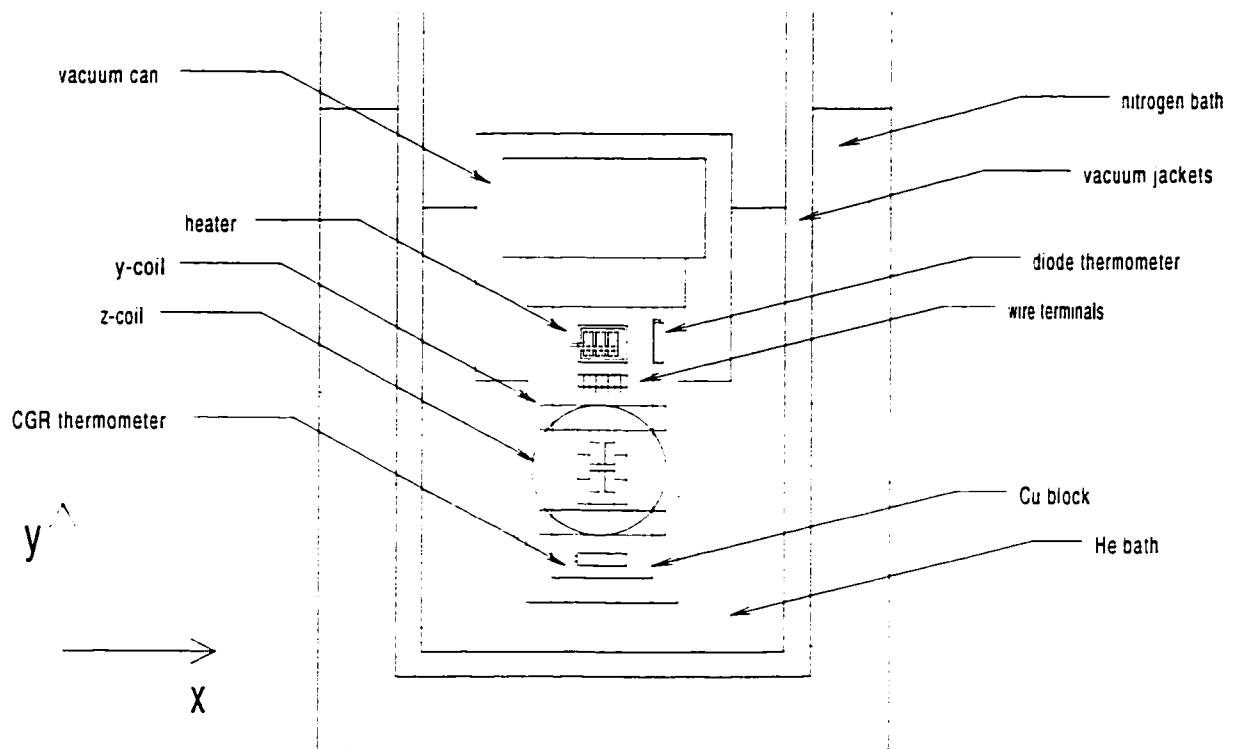 vacuum can
heater
y-coil
z-coil
CGR thermometer
nitrogen bath
vacuum jackets
diode thermometer
wire terminals
Cu block
He bath
y
x